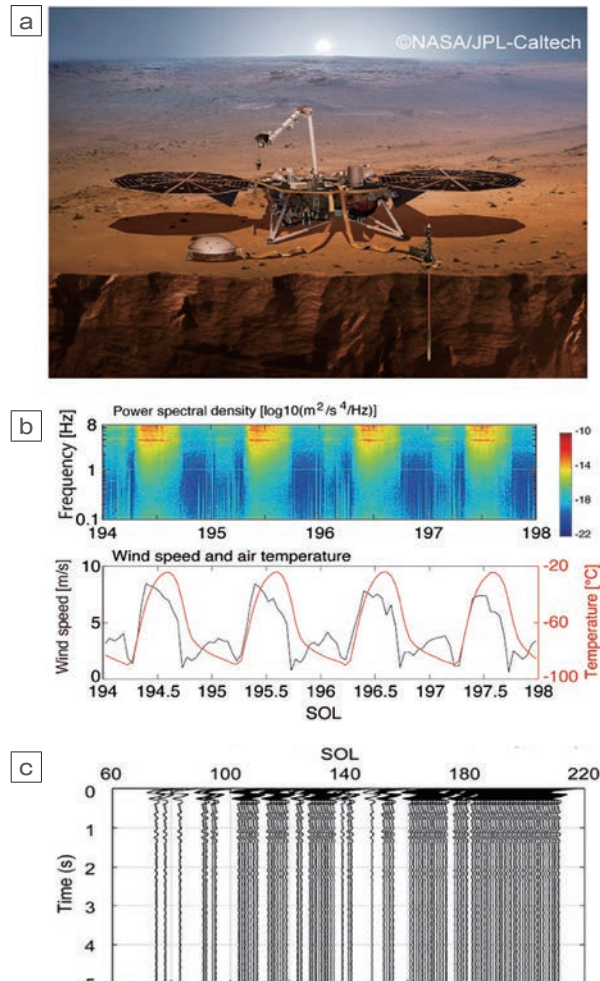 a
©NASA/JPL-Caltech
b
Power spectral density [log10(m²/s⁴/Hz)]
Frequency [Hz]
8
1
0.1
194 195 196 197 198
-10
-14
-18
-22
Wind speed and air temperature
Wind speed [m/s]
10
5
0
-20
-60
-100
Temperature [°C]
194 194.5 195 195.5 196 196.5 197 197.5 198
SOL
c
SOL
60 100 140 180 220
Time (s)
0
1
2
3
4